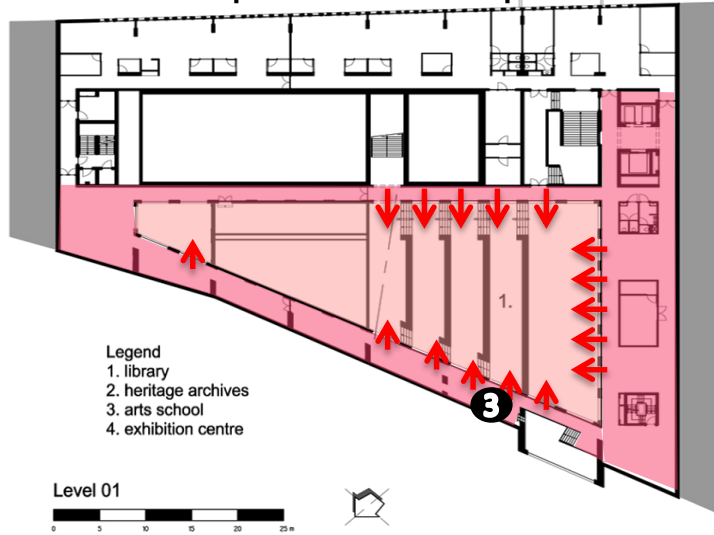 1.
3
Legend
1. library
2. heritage archives
3. arts school
4. exhibition centre
Level 01
0 5 10 15 20 25 m